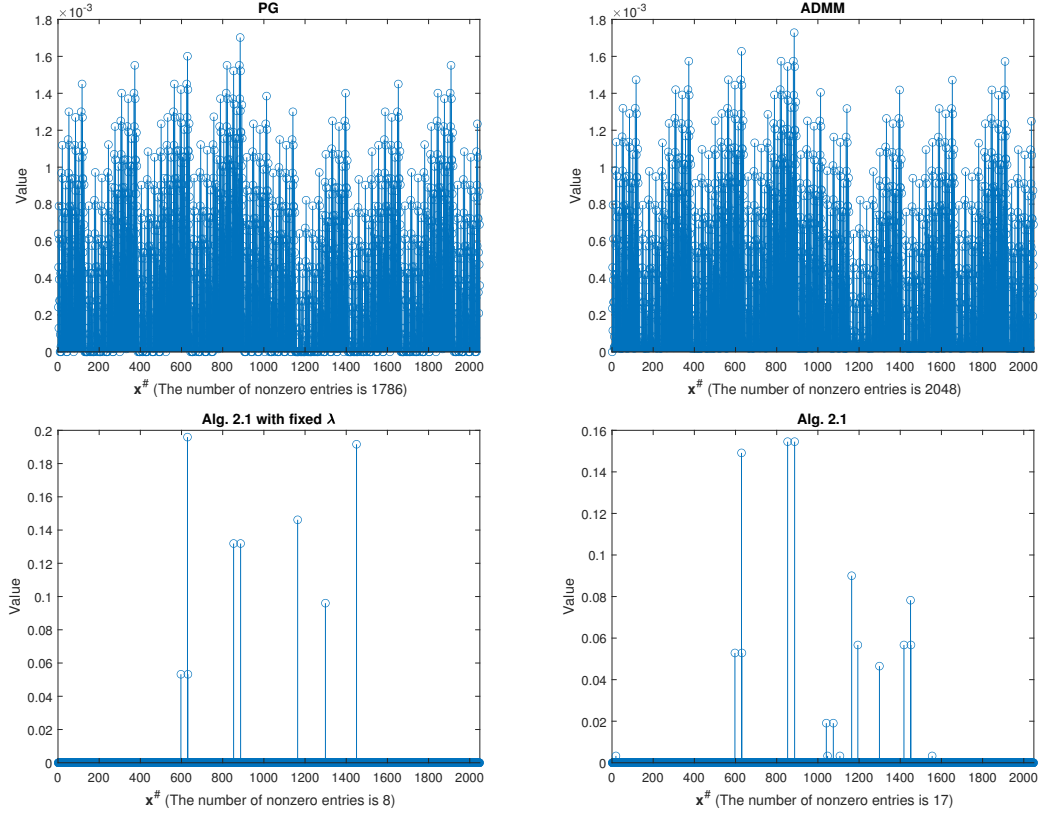 PG
×10⁻³
1.8
1.6
1.4
1.2
1
0.8
0.6
0.4
0.2
0
Value
0 200 400 600 800 1000 1200 1400 1600 1800 2000
x# (The number of nonzero entries is 1786)
ADMM
×10⁻³
1.8
1.6
1.4
1.2
1
0.8
0.6
0.4
0.2
0
Value
0 200 400 600 800 1000 1200 1400 1600 1800 2000
x# (The number of nonzero entries is 2048)
Alg. 2.1 with fixed λ
0.2
0.18
0.16
0.14
0.12
0.1
0.08
0.06
0.04
0.02
0
Value
0 200 400 600 800 1000 1200 1400 1600 1800 2000
x# (The number of nonzero entries is 8)
Alg. 2.1
0.16
0.14
0.12
0.1
0.08
0.06
0.04
0.02
0
Value
0 200 400 600 800 1000 1200 1400 1600 1800 2000
x# (The number of nonzero entries is 17)